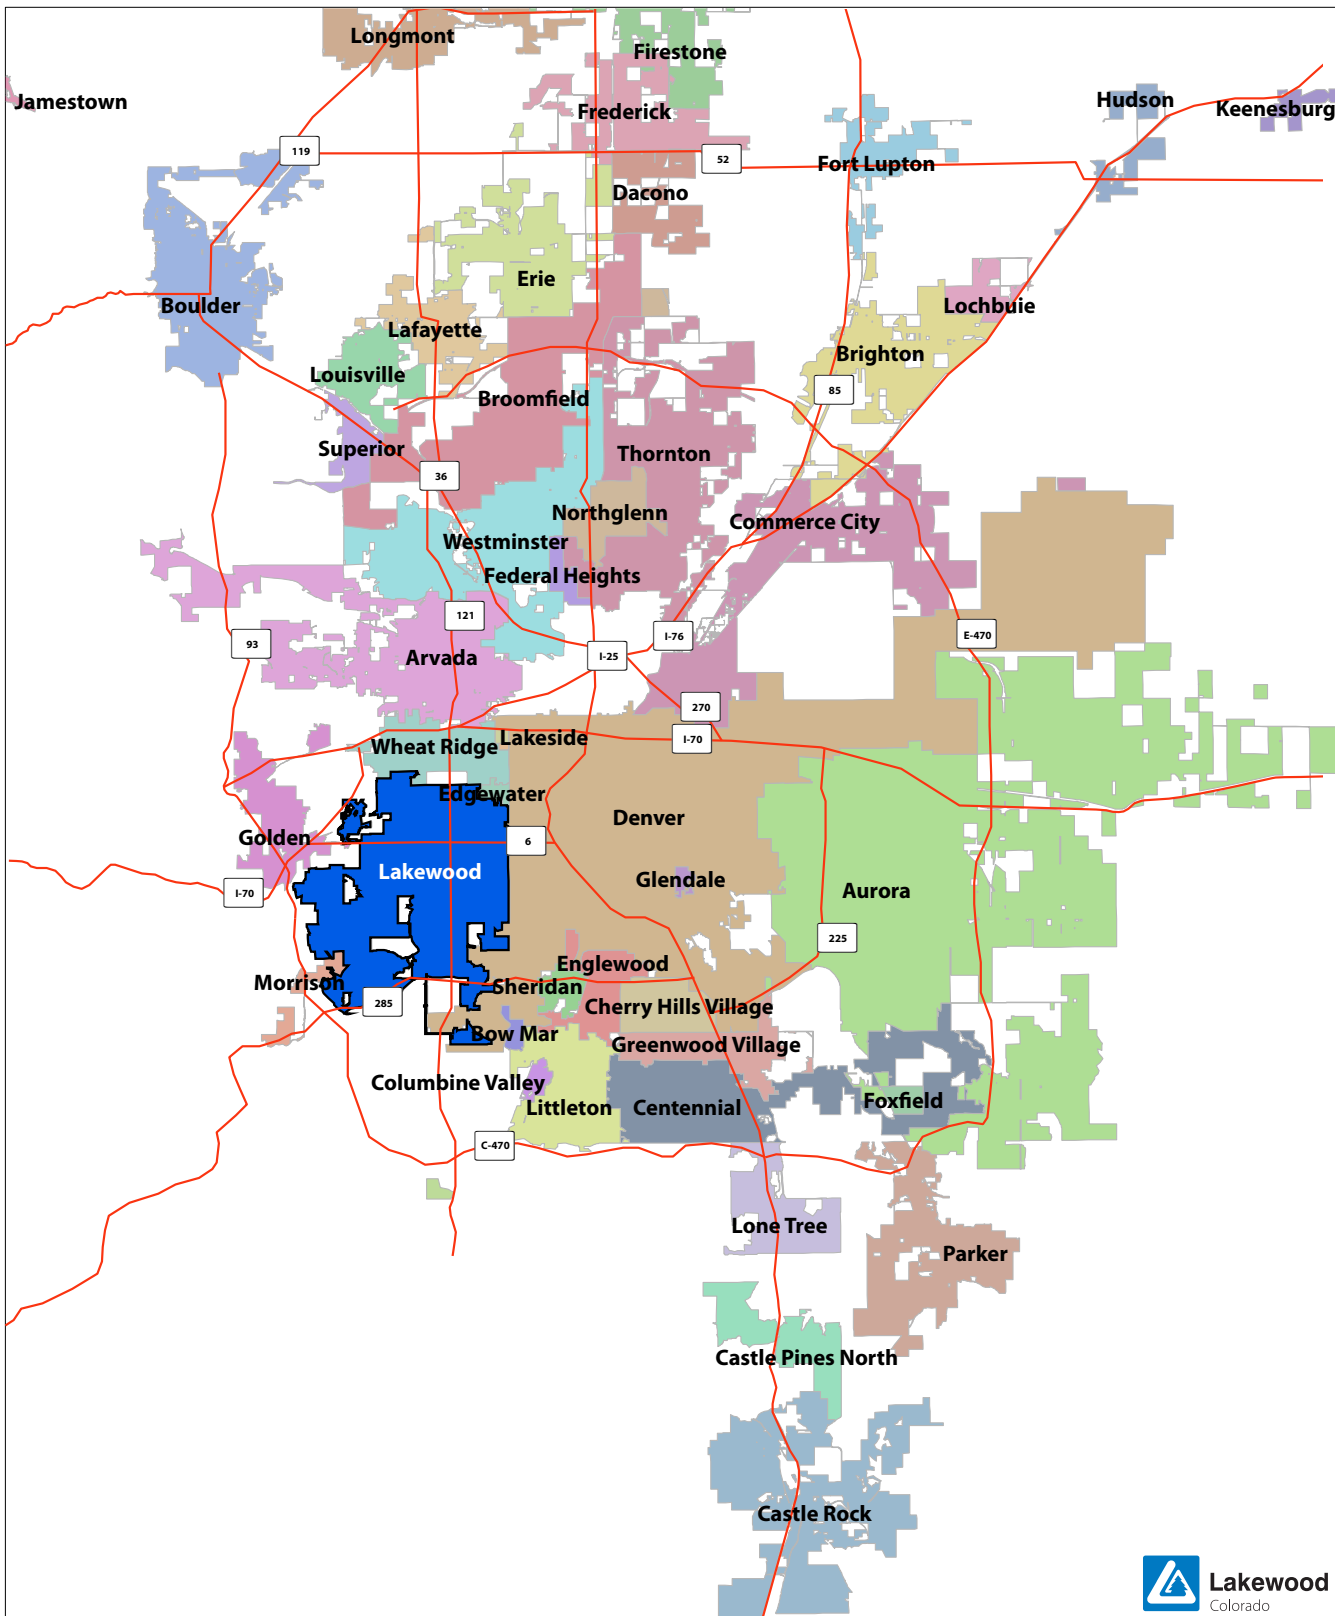 Longmont
Firestone
Jamestown
Frederick
Hudson
Keenesburg
119
52
Fort Lupton
Dacono
Erie
Boulder
Lochbuie
Lafayette
Brighton
Louisville
85
Broomfield
Superior
Thornton
36
Northglenn
Commerce City
Westminster
Federal Heights
121
93
I-76
E-470
I-25
Arvada
270
Wheat Ridge
Lakeside
I-70
Edgewater
Denver
Golden
6
Lakewood
Glendale
I-70
Aurora
225
Englewood
Morrison
Sheridan
285
Cherry Hills Village
Bow Mar
Greenwood Village
Columbine Valley
Littleton
Centennial
Foxfield
C-470
Lone Tree
Parker
Castle Pines North
Castle Rock
Lakewood
Colorado